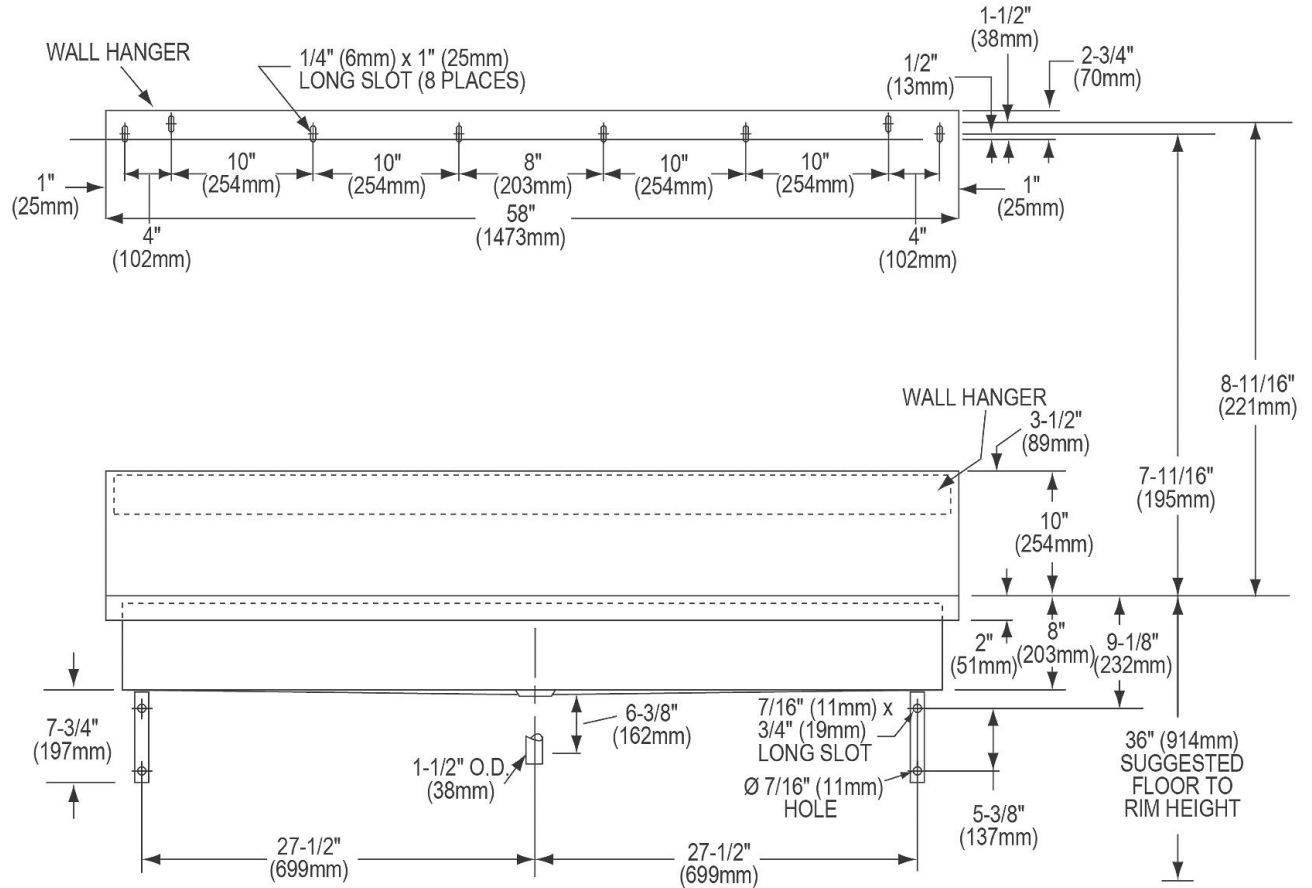 WALL HANGER
1/4" (6mm) x 1" (25mm)
LONG SLOT (8 PLACES)
1-1/2"
(38mm)
1/2"
(13mm)
2-3/4"
(70mm)
1"
(25mm)
10"
(254mm)
10"
(254mm)
8"
(203mm)
10"
(254mm)
10"
(254mm)
1"
(25mm)
58"
(1473mm)
4"
(102mm)
4"
(102mm)
8-11/16"
(221mm)
7-11/16"
(195mm)
WALL HANGER
3-1/2"
(89mm)
10"
(254mm)
2"
(51mm)
8"
(203mm)
9-1/8"
(232mm)
7-3/4"
(197mm)
6-3/8"
(162mm)
1-1/2" O.D.
(38mm)
7/16" (11mm) x
3/4" (19mm)
LONG SLOT
Ø 7/16" (11mm)
HOLE
5-3/8"
(137mm)
36" (914mm)
SUGGESTED
FLOOR TO
RIM HEIGHT
27-1/2"
(699mm)
27-1/2"
(699mm)